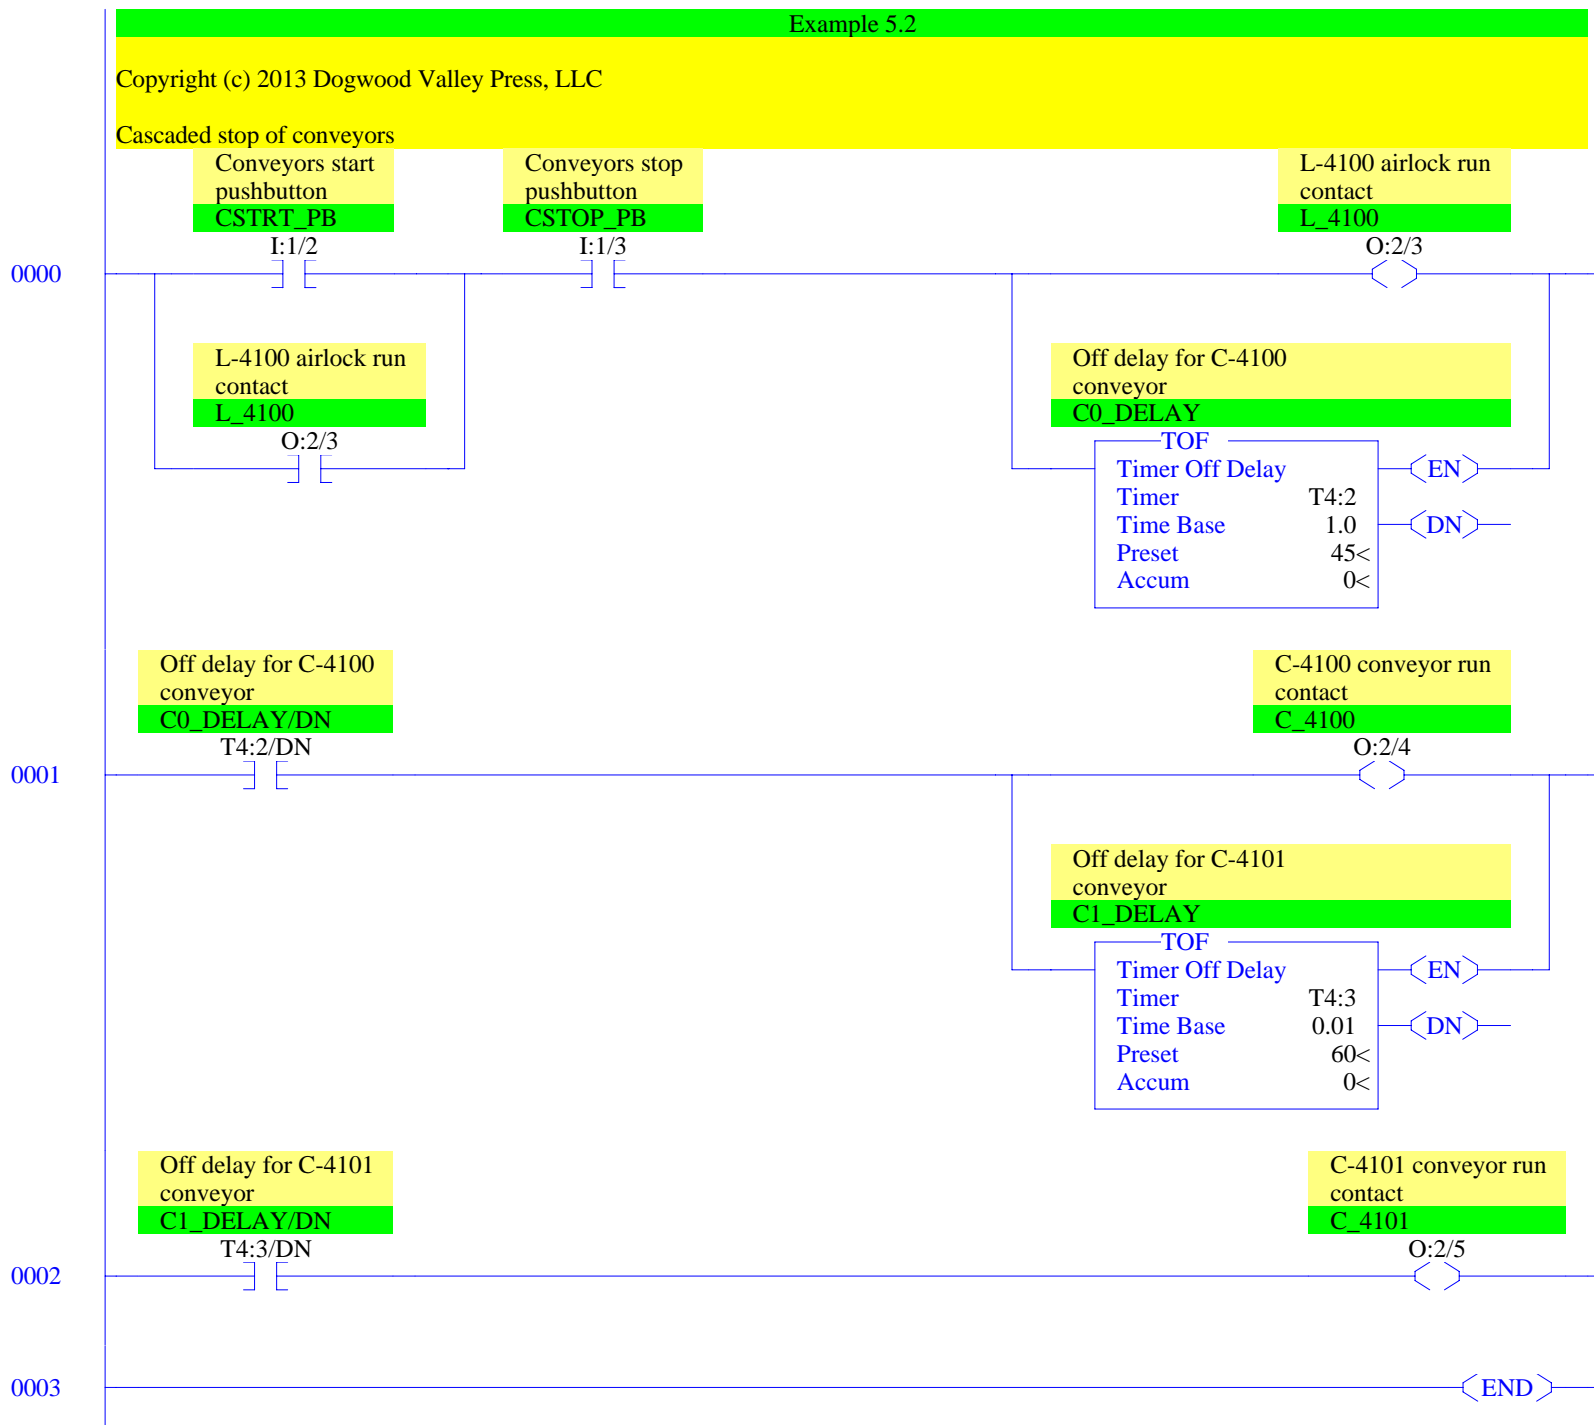 Example 5.2
Copyright (c) 2013 Dogwood Valley Press, LLC
Cascaded stop of conveyors
Conveyors start
pushbutton
CSTRT_PB
I:1/2
Conveyors stop
pushbutton
CSTOP_PB
I:1/3
L-4100 airlock run
contact
L_4100
O:2/3
0000
L-4100 airlock run
contact
L_4100
O:2/3
Off delay for C-4100
conveyor
C0_DELAY
TOF
Timer Off Delay
Timer T4:2
Time Base 1.0
Preset 45<
Accum 0<
EN
DN
Off delay for C-4100
conveyor
C0_DELAY/DN
T4:2/DN
C-4100 conveyor run
contact
C_4100
O:2/4
0001
Off delay for C-4101
conveyor
C1_DELAY
TOF
Timer Off Delay
Timer T4:3
Time Base 0.01
Preset 60<
Accum 0<
EN
DN
Off delay for C-4101
conveyor
C1_DELAY/DN
T4:3/DN
C-4101 conveyor run
contact
C_4101
O:2/5
0002
0003
END